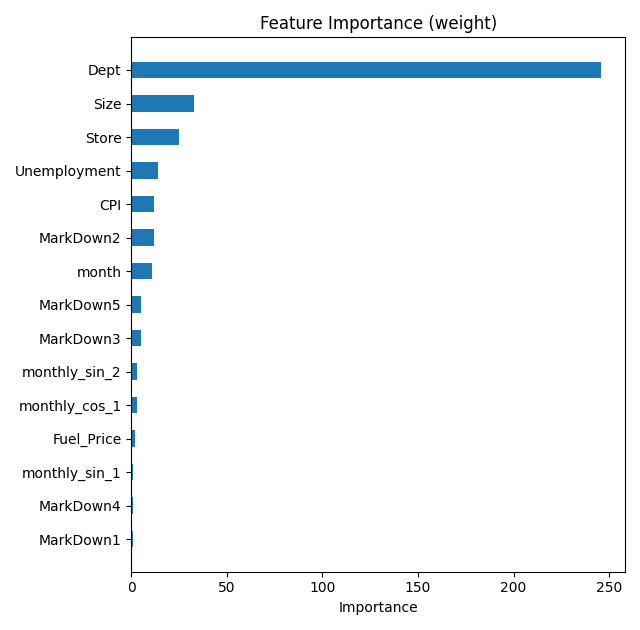 Feature Importance (weight)
Dept
Size
Store
Unemployment
CPI
MarkDown2
month
MarkDown5
MarkDown3
monthly_sin_2
monthly_cos_1
Fuel_Price
monthly_sin_1
MarkDown4
MarkDown1
0 50 100 150 200 250
Importance